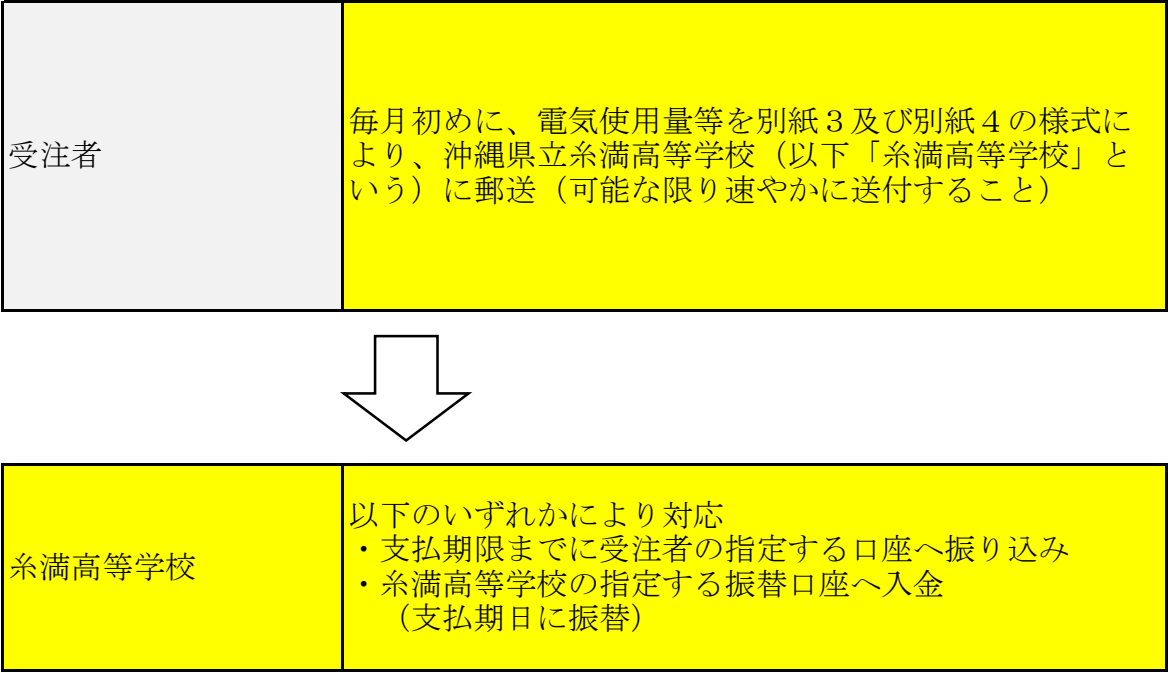 受注者
毎月初めに、電気使用量等を別紙３及び別紙４の様式に
より、沖縄県立糸満高等学校（以下「糸満高等学校」と
いう）に郵送（可能な限り速やかに送付すること）
糸満高等学校
以下のいずれかにより対応
・支払期限までに受注者の指定する口座へ振り込み
・糸満高等学校の指定する振替口座へ入金
（支払期日に振替）